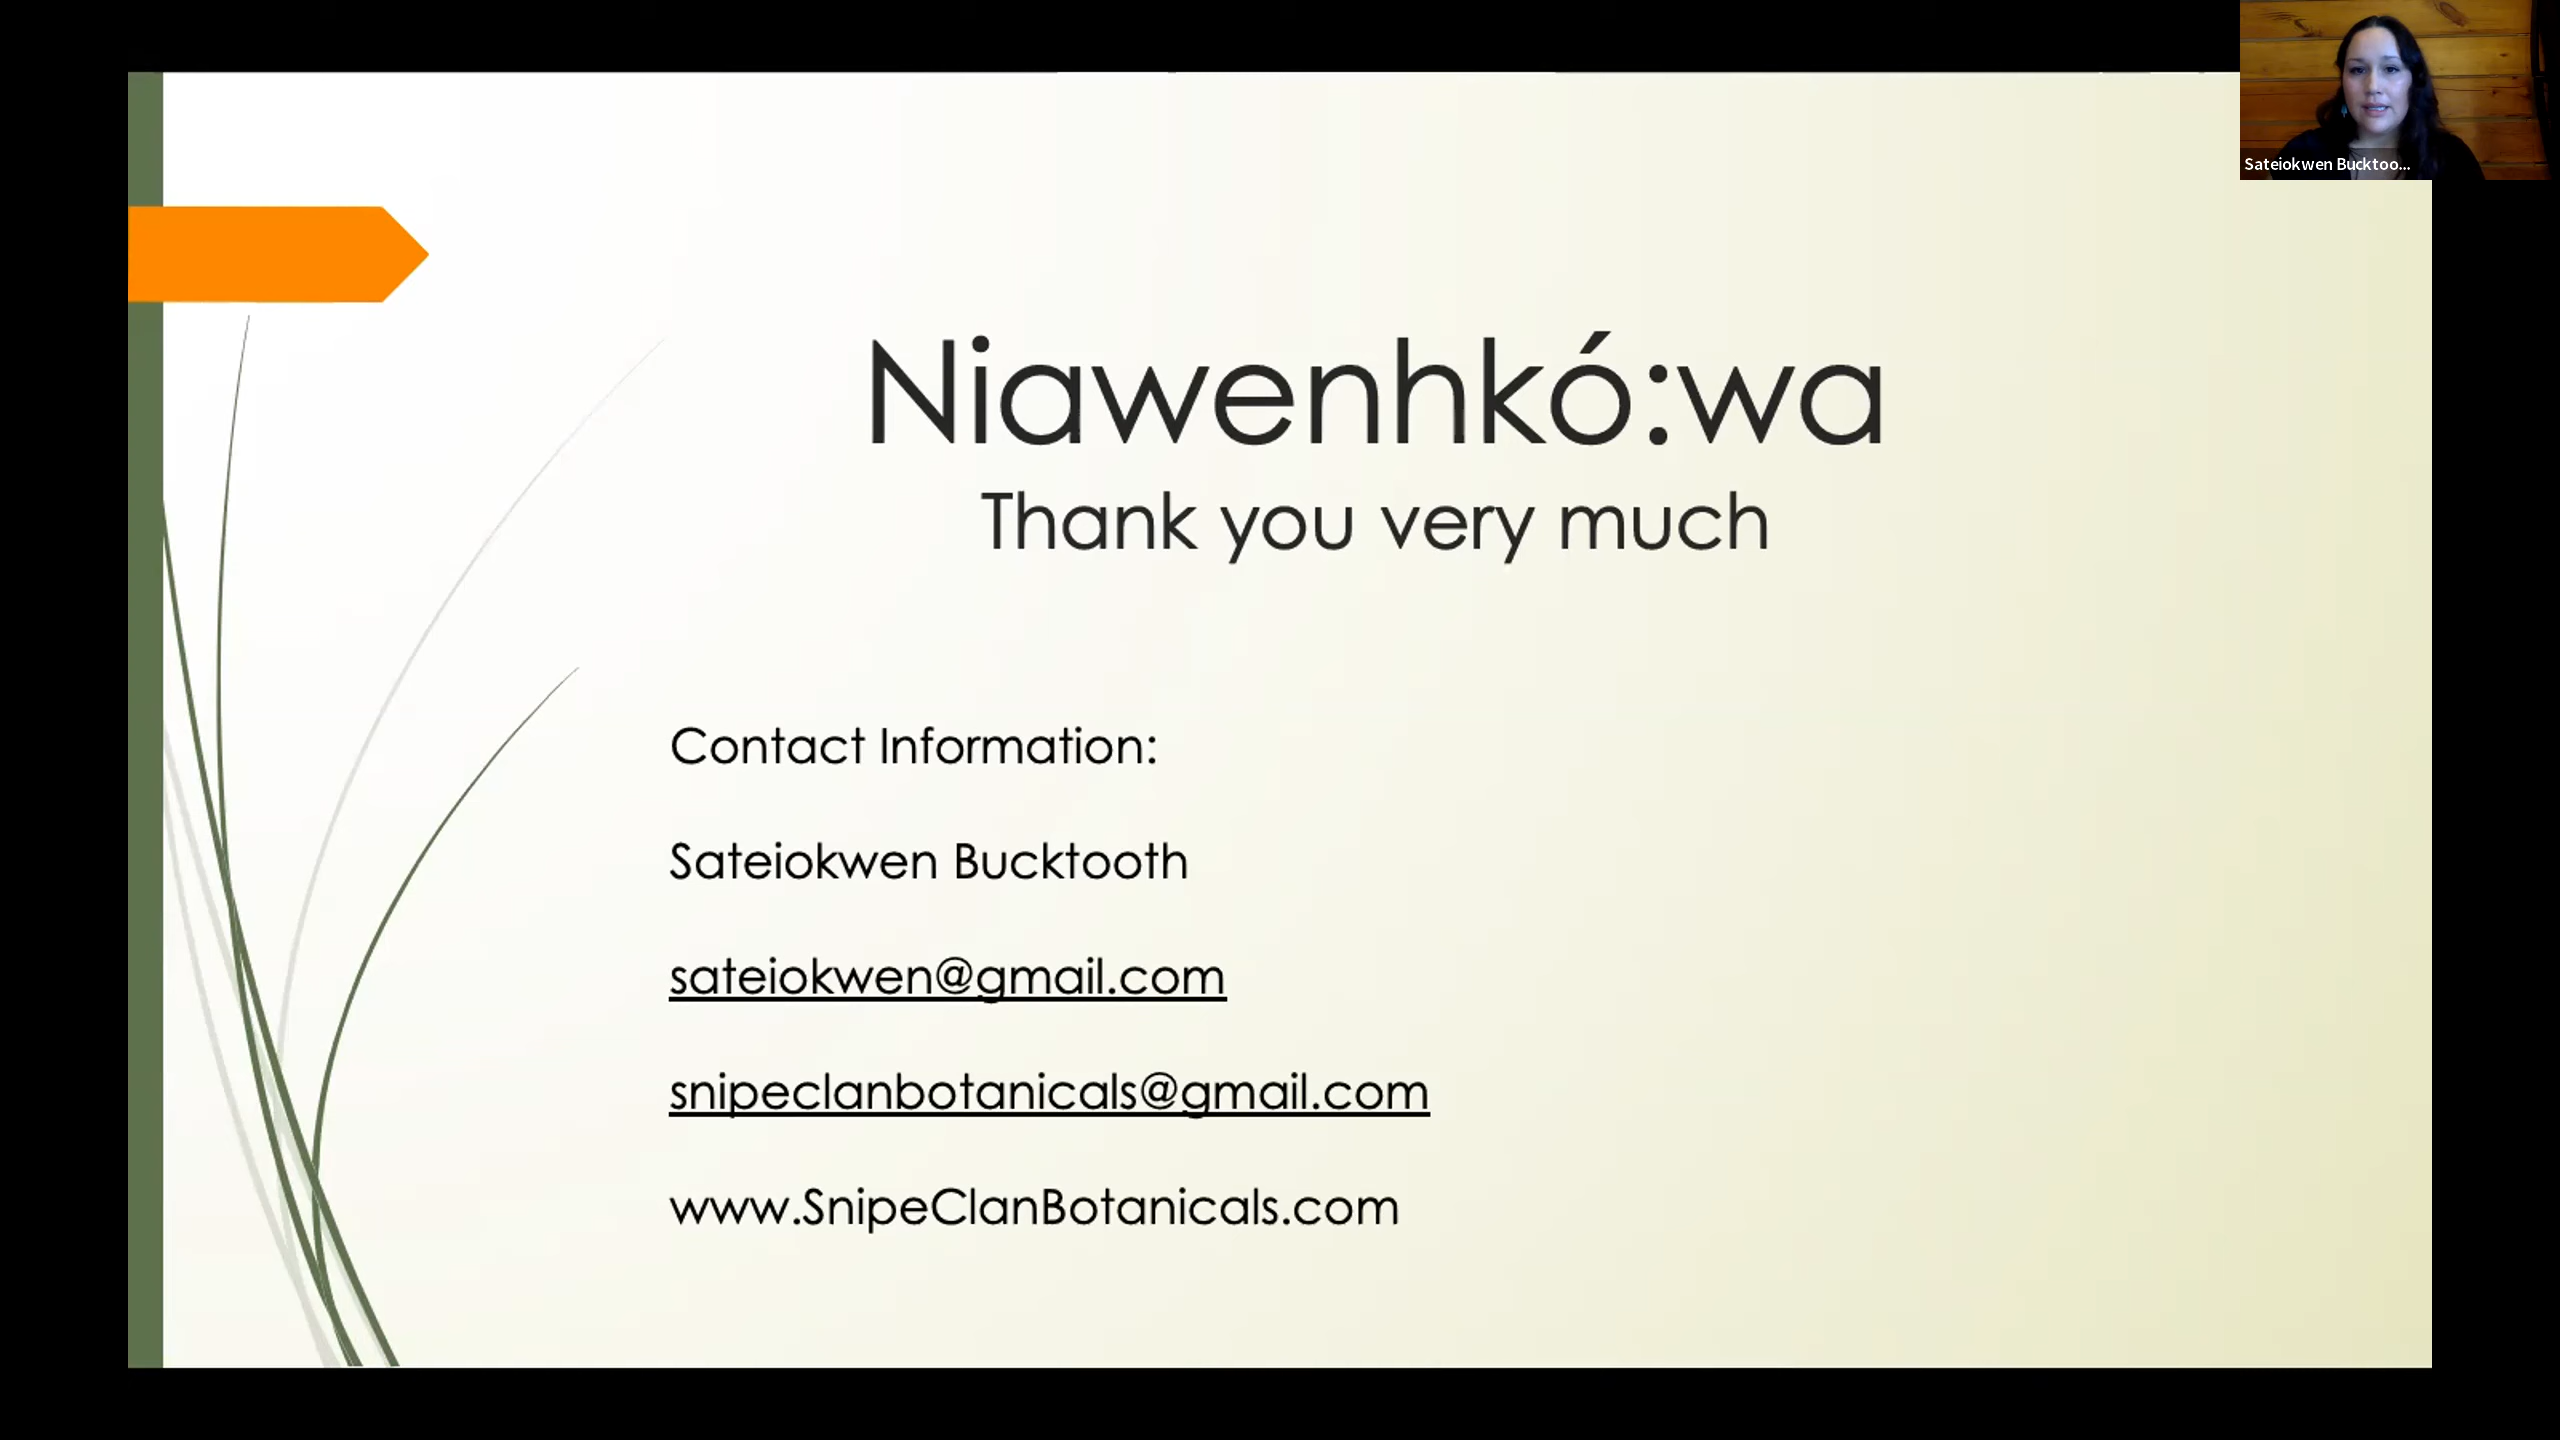 Sateiokwen Bucktoo...
Niawenhkó:wa
Thank you very much
Contact Information:
Sateiokwen Bucktooth
sateiokwen@gmail.com
snipeclanbotanicals@gmail.com
www.SnipeClanBotanicals.com